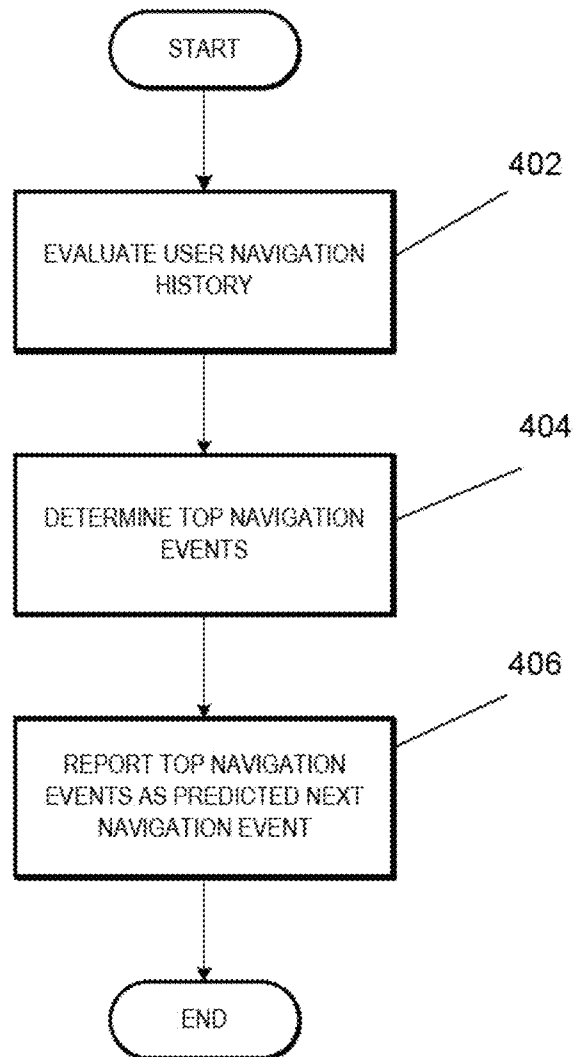 START
402
EVALUATE USER NAVIGATION
HISTORY
404
DETERMINE TOP NAVIGATION
EVENTS
406
REPORT TOP NAVIGATION
EVENTS AS PREDICTED NEXT
NAVIGATION EVENT
END